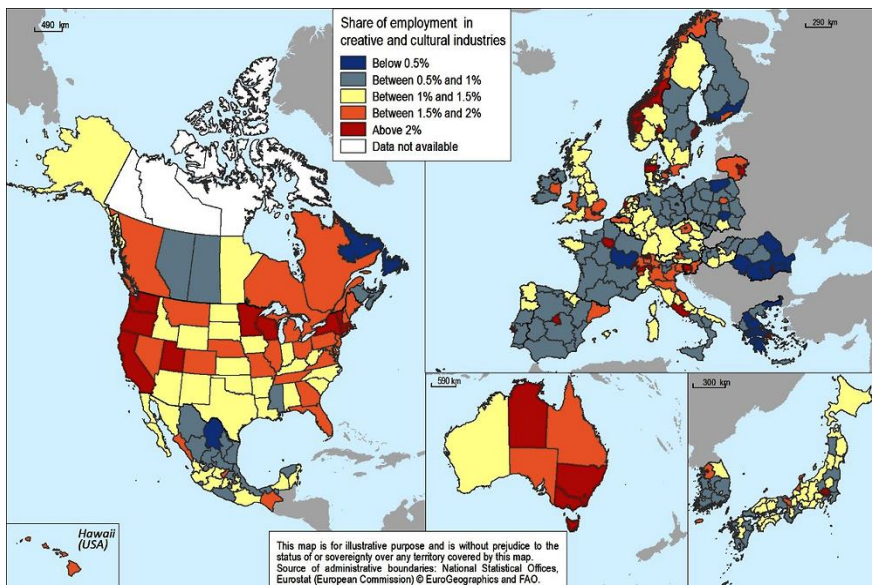 490 km
Share of employment in
creative and cultural industries
Below 0.5%
Between 0.5% and 1%
Between 1% and 1.5%
Between 1.5% and 2%
Above 2%
Data not available
290 km
590 km
300 km
Hawaii
(USA)
This map is for illustrative purpose and is without prejudice to the
status of or sovereignty over any territory covered by this map.
Source of administrative boundaries: National Statistical Offices,
Eurostat (European Commission) © EuroGeographics and FAO.